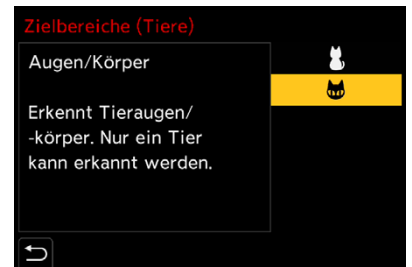 Zielbereiche (Tiere)
Augen/Körper
Erkennt Tieraugen/
-körper. Nur ein Tier
kann erkannt werden.